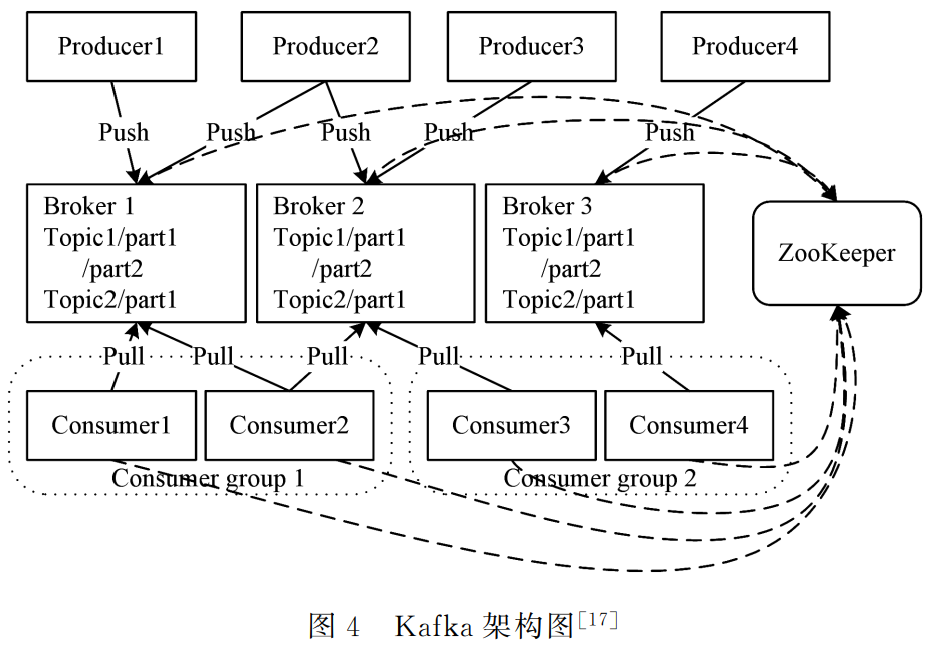 Producer1
Producer2
Producer3
Producer4
Push
Push
Push
Push
Push
Broker 1
Topic1/part1
/part2
Topic2/part1
Broker 2
Topic1/part1
/part2
Topic2/part1
Broker 3
Topic1/part1
/part2
Topic2/part1
ZooKeeper
Pull
Pull
Pull
Pull
Pull
Consumer1
Consumer2
Consumer3
Consumer4
Consumer group 1
Consumer group 2
图 4 Kafka 架构图[17]